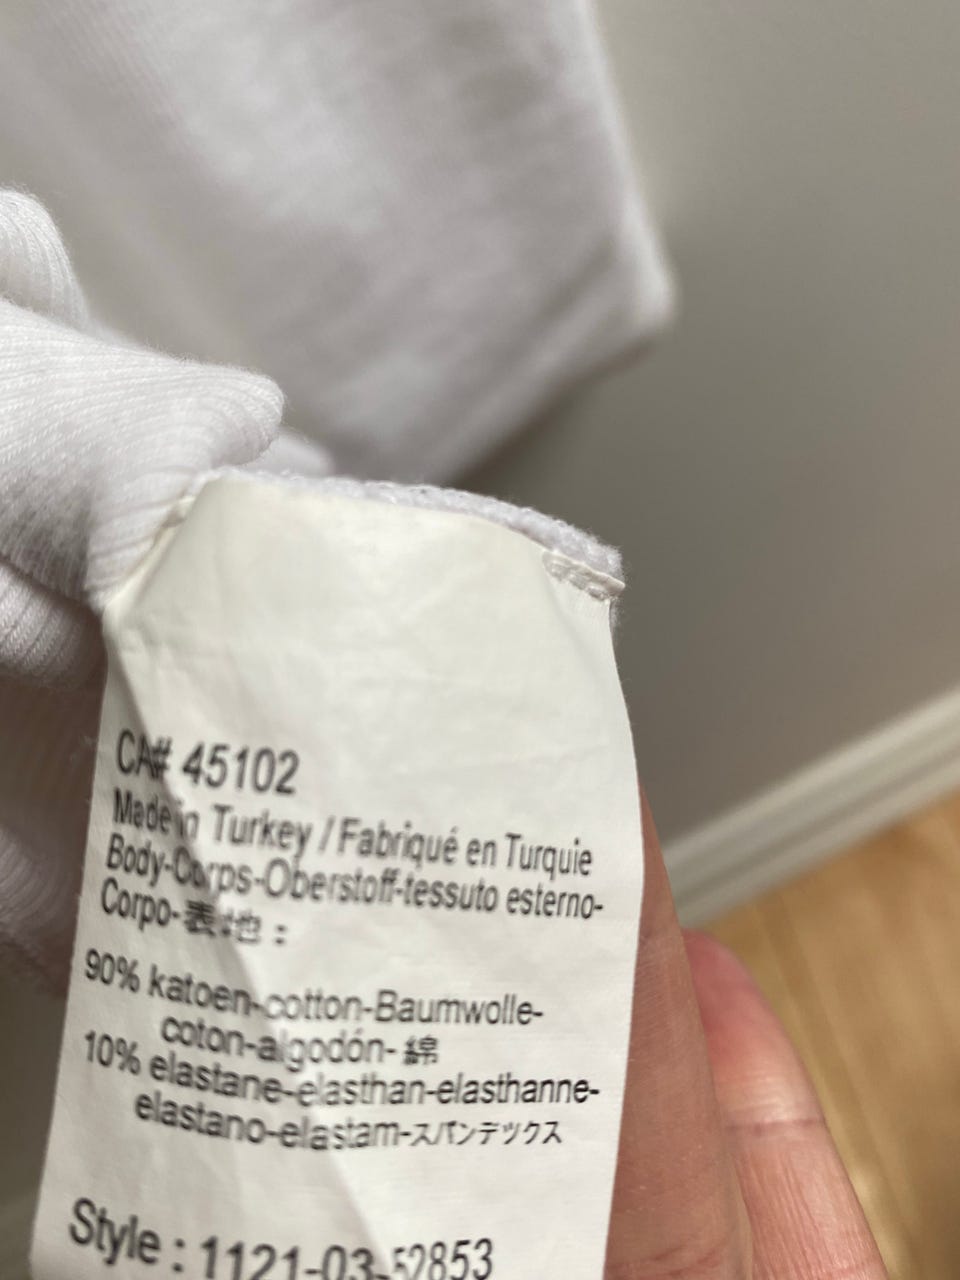 CA# 45102
Made in Turkey / Fabriqué en Turquie
Body-Corps-Oberstoff-tessuto esterno-
Corpo-表地 :
90% katoen-cotton-Baumwolle-
coton-algodón-綿
10% elastane-elasthan-elasthanne-
elastano-elastam-スパンデックス
Style : 1121-03-52853